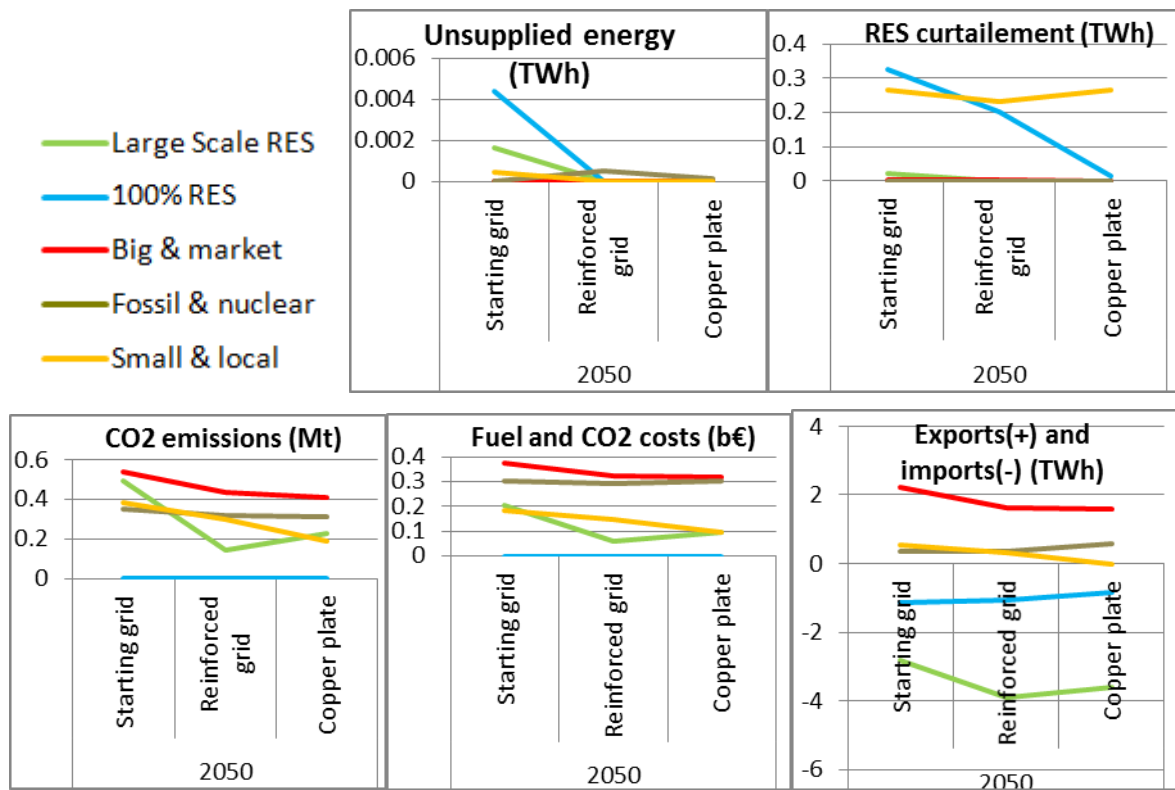 Large Scale RES
100% RES
Big & market
Fossil & nuclear
Small & local
Unsupplied energy
(TWh)
0.006
0.004
0.002
0
Starting grid
Reinforced
grid
Copper plate
2050
RES curtailement (TWh)
0.4
0.3
0.2
0.1
0
Starting grid
Reinforced
grid
Copper plate
2050
CO2 emissions (Mt)
0.6
0.4
0.2
0
Starting grid
Reinforced
grid
Copper plate
2050
Fuel and CO2 costs (b€)
0.4
0.3
0.2
0.1
0
Starting grid
Reinforced grid
Copper plate
2050
Exports(+) and
imports(-) (TWh)
4
2
0
-2
-4
-6
Starting grid
Reinforced grid
Copper plate
2050